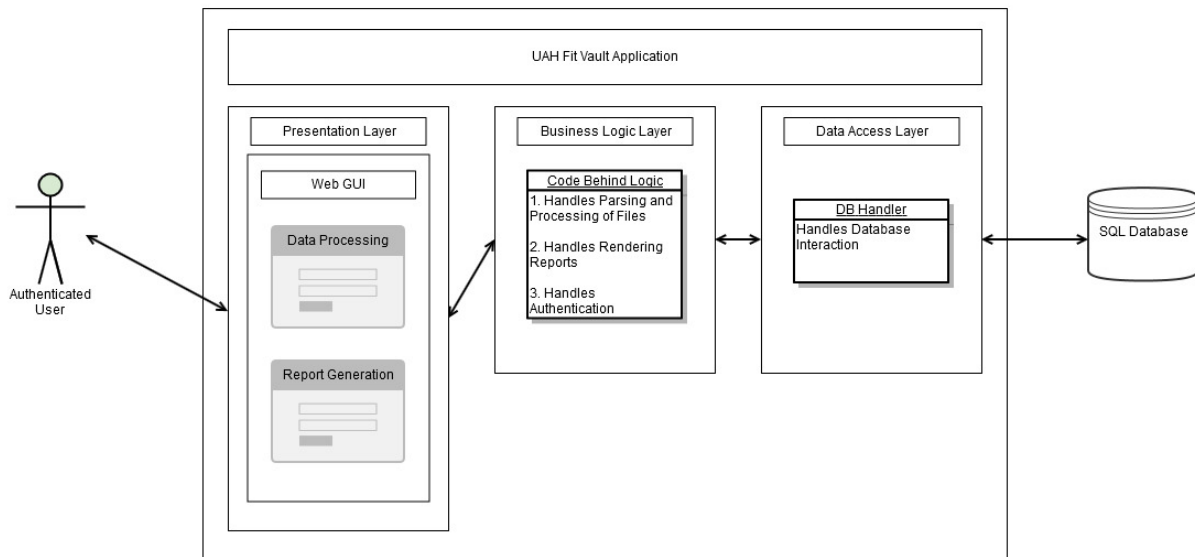 UAH Fit Vault Application
Presentation Layer
Business Logic Layer
Data Access Layer
Web GUI
Code Behind Logic
1. Handles Parsing and
Processing of Files
2. Handles Rendering
Reports
3. Handles
Authentication
DB Handler
Handles Database
Interaction
SQL Database
Data Processing
Authenticated
User
Report Generation